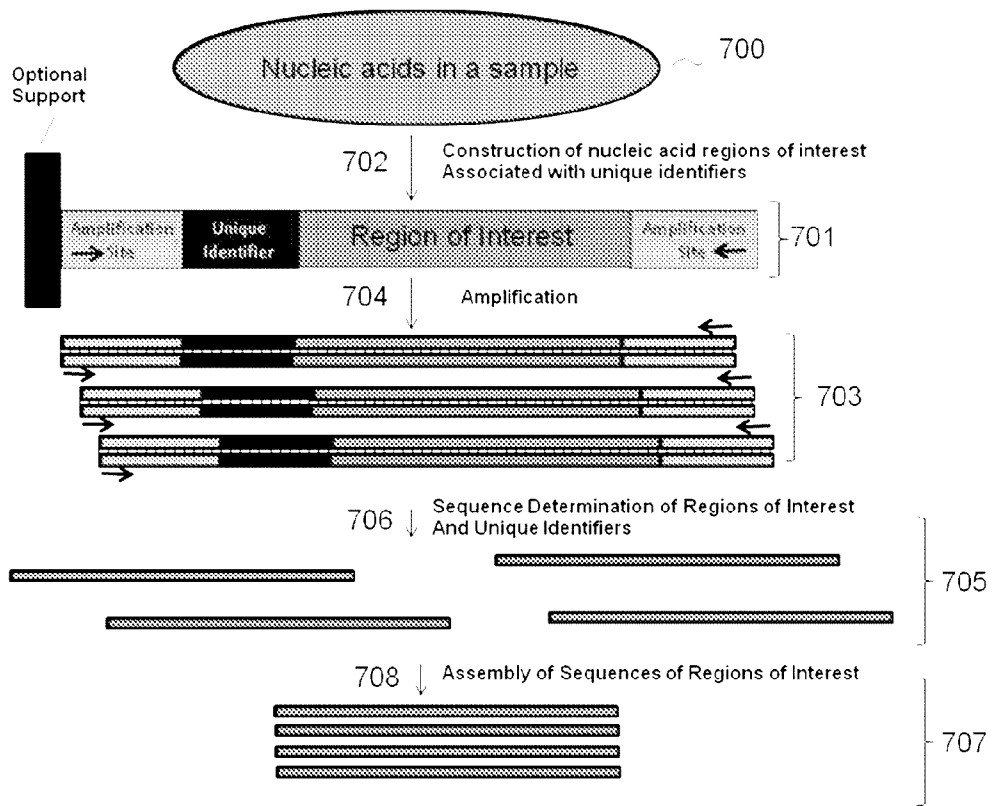 Nucleic acids in a sample
700
Optional
Support
702
Construction of nucleic acid regions of interest
Associated with unique identifiers
Amplification
Site
Unique
Identifier
Region of Interest
Amplification
Site
701
704
Amplification
703
706
Sequence Determination of Regions of Interest
And Unique Identifiers
705
708
Assembly of Sequences of Regions of Interest
707